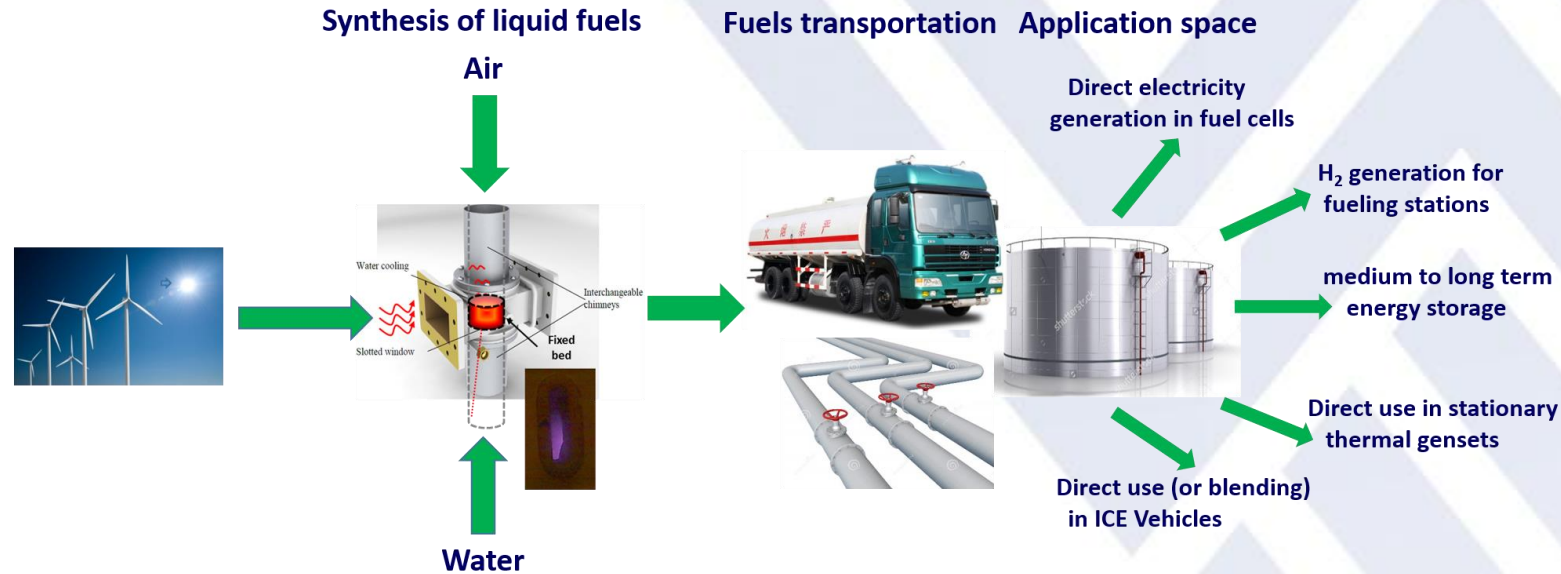 Synthesis of liquid fuels
Fuels transportation
Application space
Air
Direct electricity
generation in fuel cells
H₂ generation for
fueling stations
Water cooling
Interchangeable
chimneys
Slotted window
Fixed
bed
medium to long term
energy storage
Direct use in stationary
thermal gensets
Direct use (or blending)
in ICE Vehicles
Water